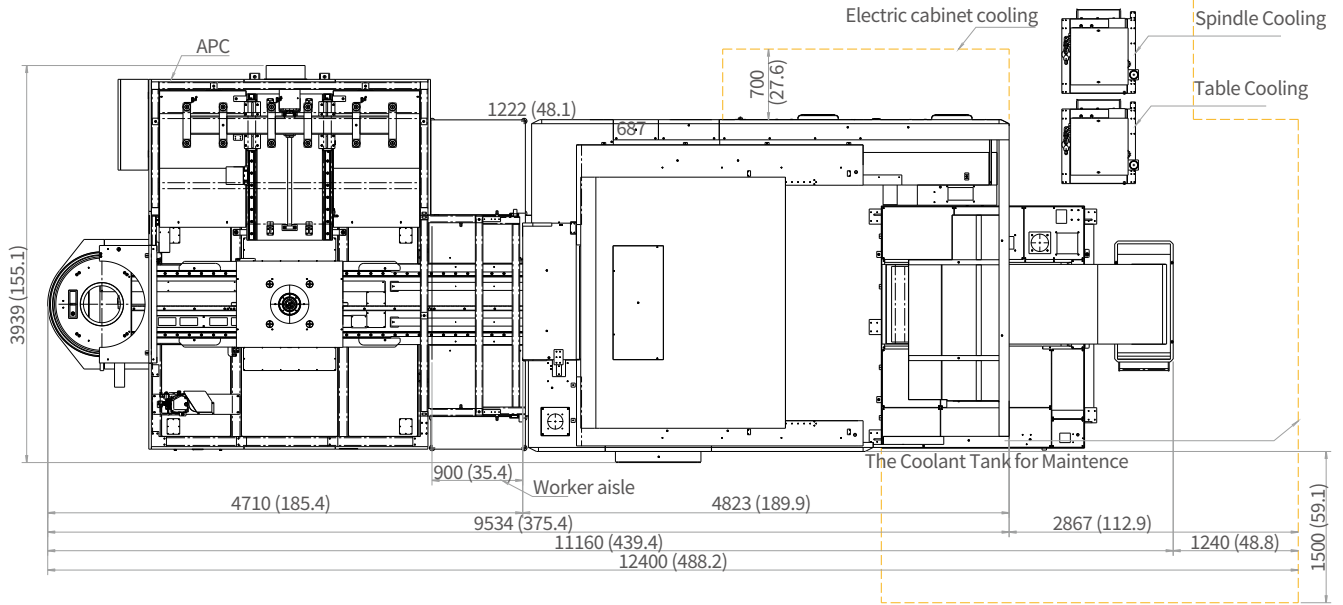 Electric cabinet cooling
Spindle Cooling
APC
700
(27.6)
Table Cooling
1222 (48.1)
687
3939 (155.1)
The Coolant Tank for Maintence
900 (35.4)
Worker aisle
4710 (185.4)
4823 (189.9)
9534 (375.4)
2867 (112.9)
11160 (439.4)
1240 (48.8)
12400 (488.2)
1500 (59.1)